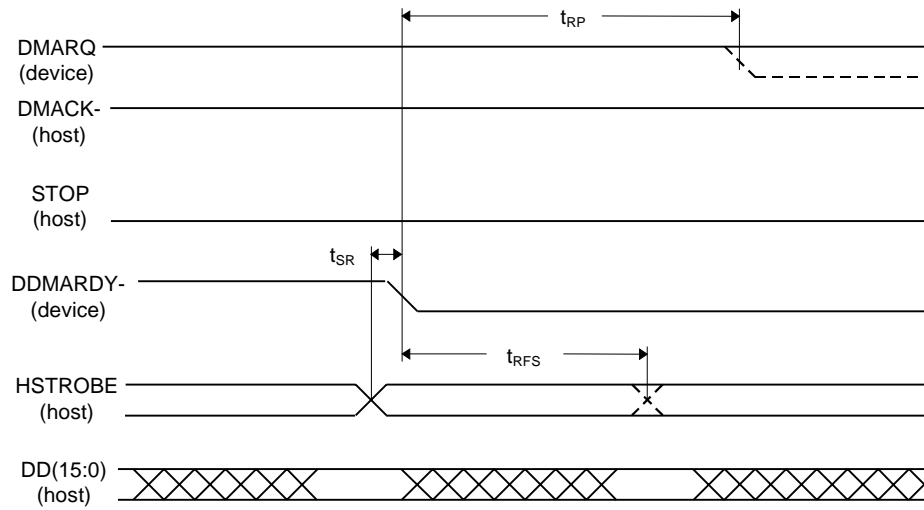 tRP
DMARQ
(device)
DMACK-
(host)
STOP
(host)
tSR
DDMARDY-
(device)
tRFS
HSTROBE
(host)
DD(15:0)
(host)